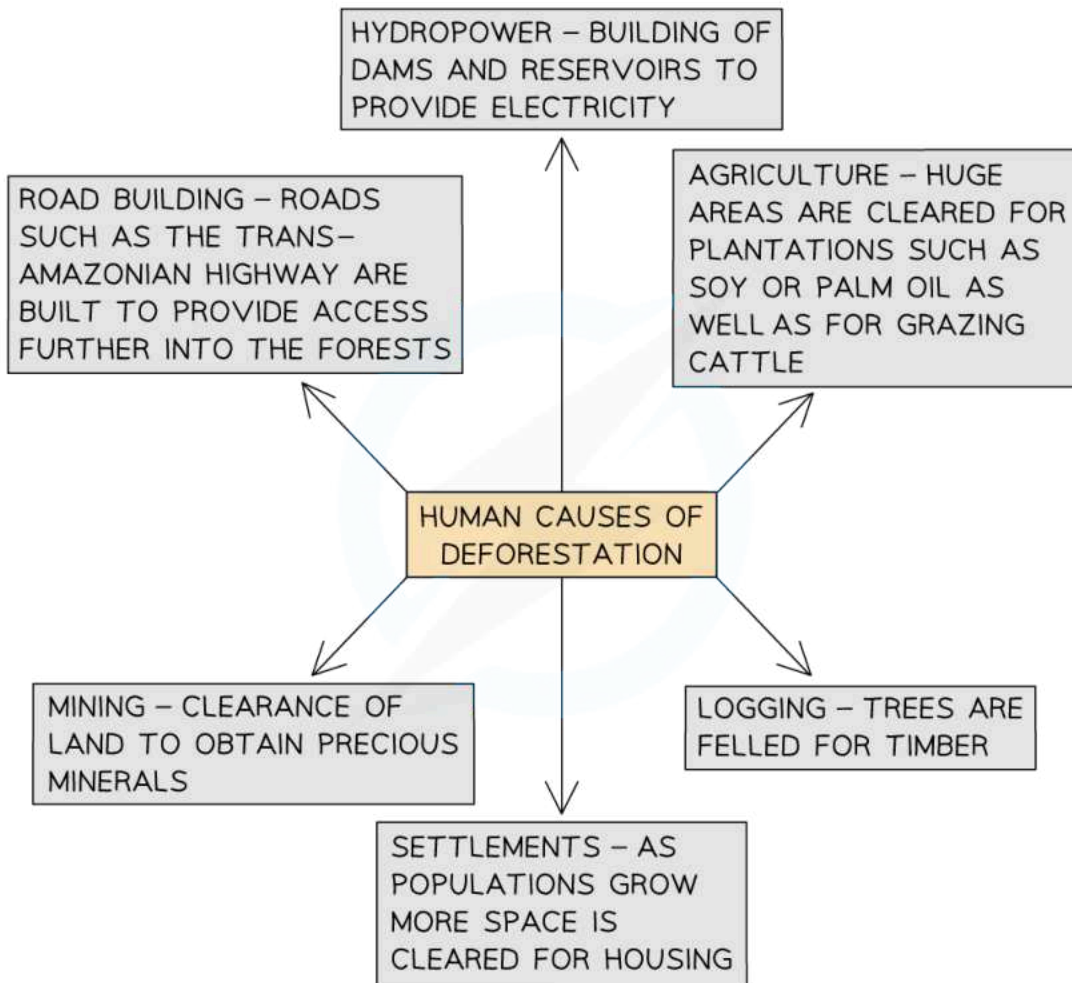 HYDROPOWER – BUILDING OF
DAMS AND RESERVOIRS TO
PROVIDE ELECTRICITY
ROAD BUILDING – ROADS
SUCH AS THE TRANS–
AMAZONIAN HIGHWAY ARE
BUILT TO PROVIDE ACCESS
FURTHER INTO THE FORESTS
AGRICULTURE – HUGE
AREAS ARE CLEARED FOR
PLANTATIONS SUCH AS
SOY OR PALM OIL AS
WELL AS FOR GRAZING
CATTLE
HUMAN CAUSES OF
DEFORESTATION
MINING – CLEARANCE OF
LAND TO OBTAIN PRECIOUS
MINERALS
LOGGING – TREES ARE
FELLED FOR TIMBER
SETTLEMENTS – AS
POPULATIONS GROW
MORE SPACE IS
CLEARED FOR HOUSING